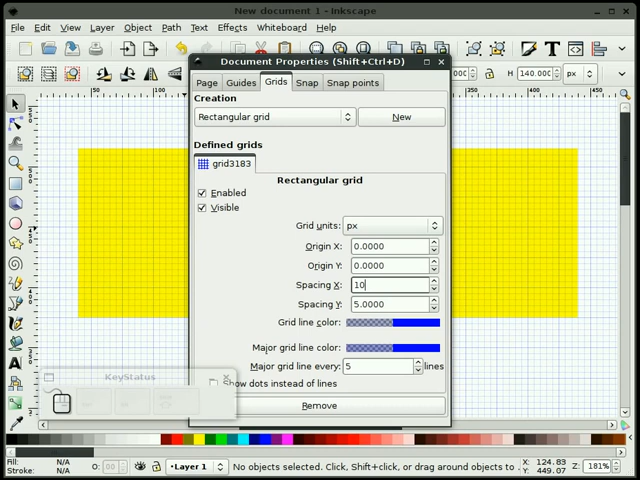 New document 1 - Inkscape
File Edit View Layer Object Path Text Effects Whiteboard Help
Document Properties (Shift+Ctrl+D)
H: 140.000 px
Page Guides Grids Snap Snap points
Creation
Rectangular grid New
Defined grids
grid3183
Rectangular grid
Enabled
Visible
Grid units: px
Origin X: 0.0000
Origin Y: 0.0000
Spacing X: 10
Spacing Y: 5.0000
Grid line color:
Major grid line color:
Major grid line every: 5 lines
KeyStatus
how dots instead of lines
Remove
Fill: N/A
Stroke: N/A
O:
Layer 1
No objects selected. Click, Shift+click, or drag around objects to
X: 124.83
Y: 449.07
Z: 181%